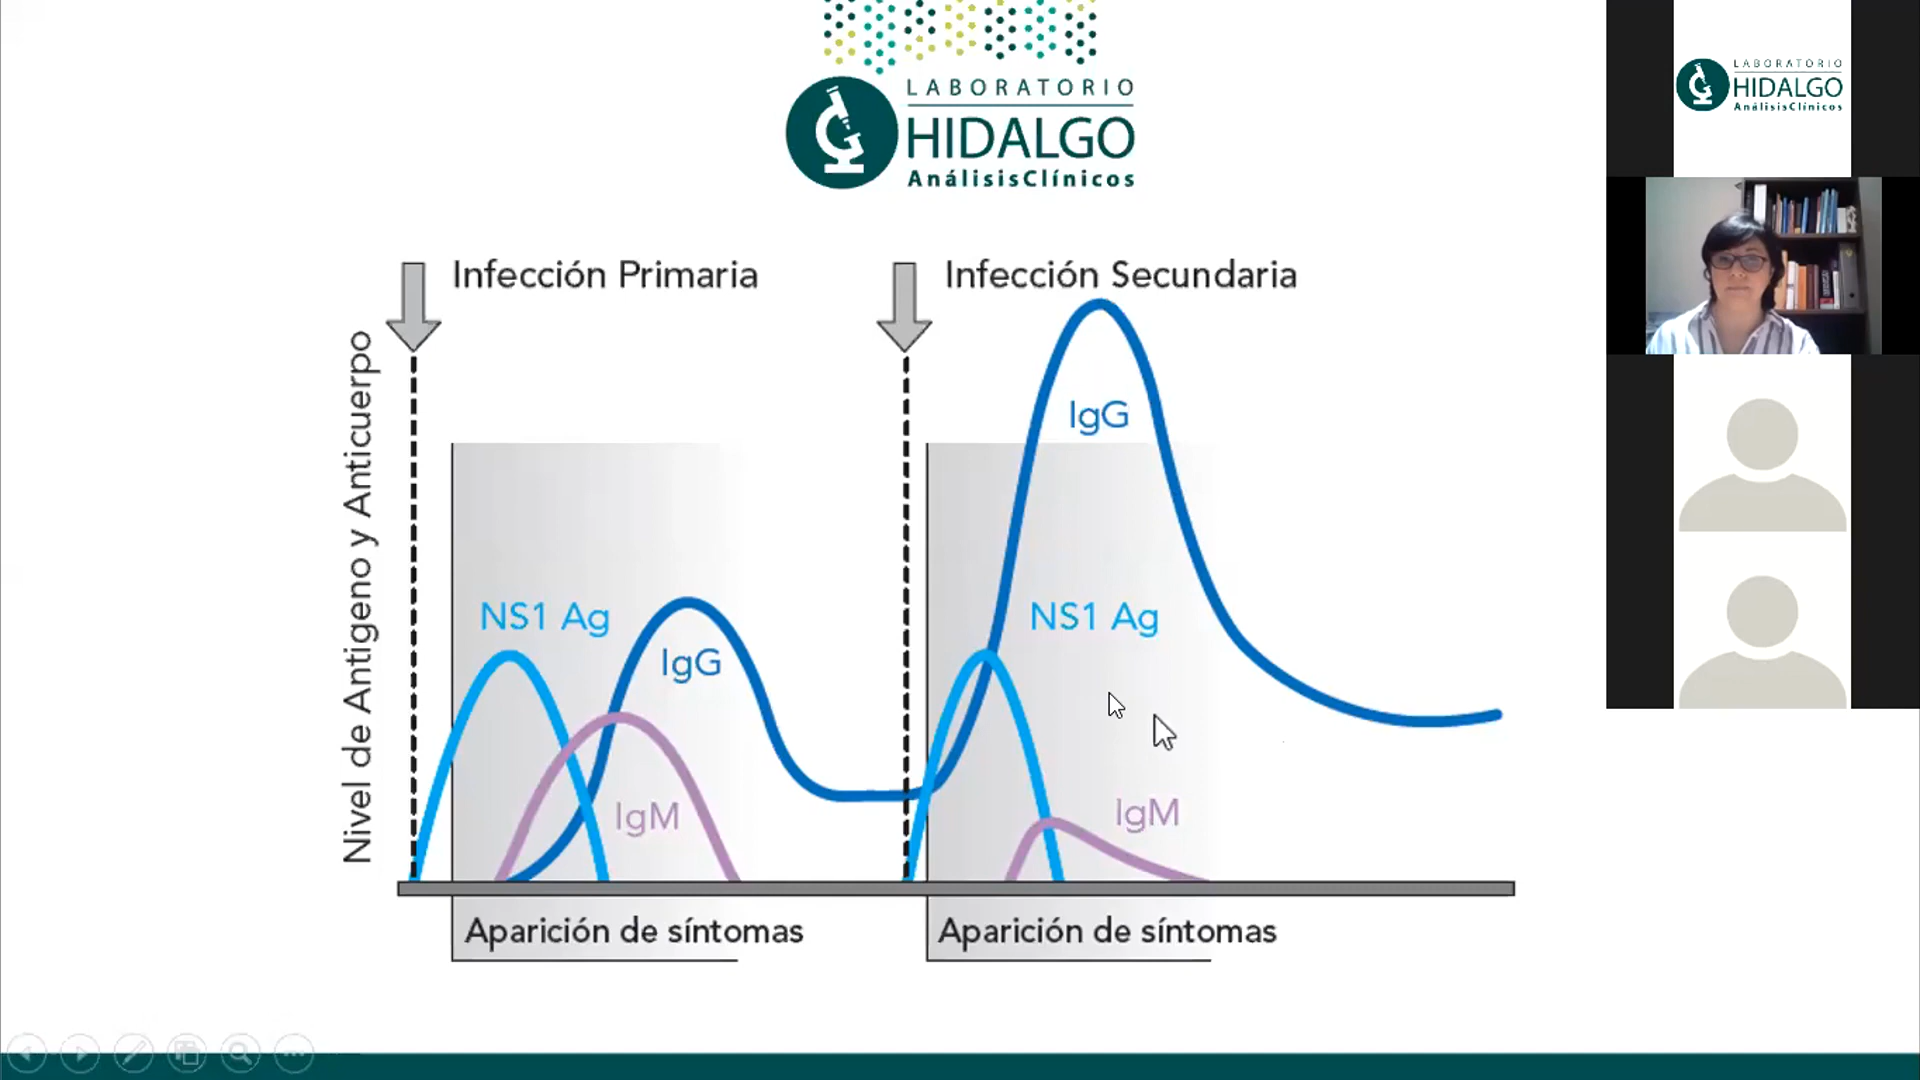 LABORATORIO
HIDALGO
AnálisisClínicos
LABORATORIO
HIDALGO
AnálisisClínicos
Infección Primaria
Infección Secundaria
Nivel de Antigeno y Anticuerpo
IgG
NS1 Ag
NS1 Ag
IgG
IgM
IgM
Aparición de síntomas
Aparición de síntomas